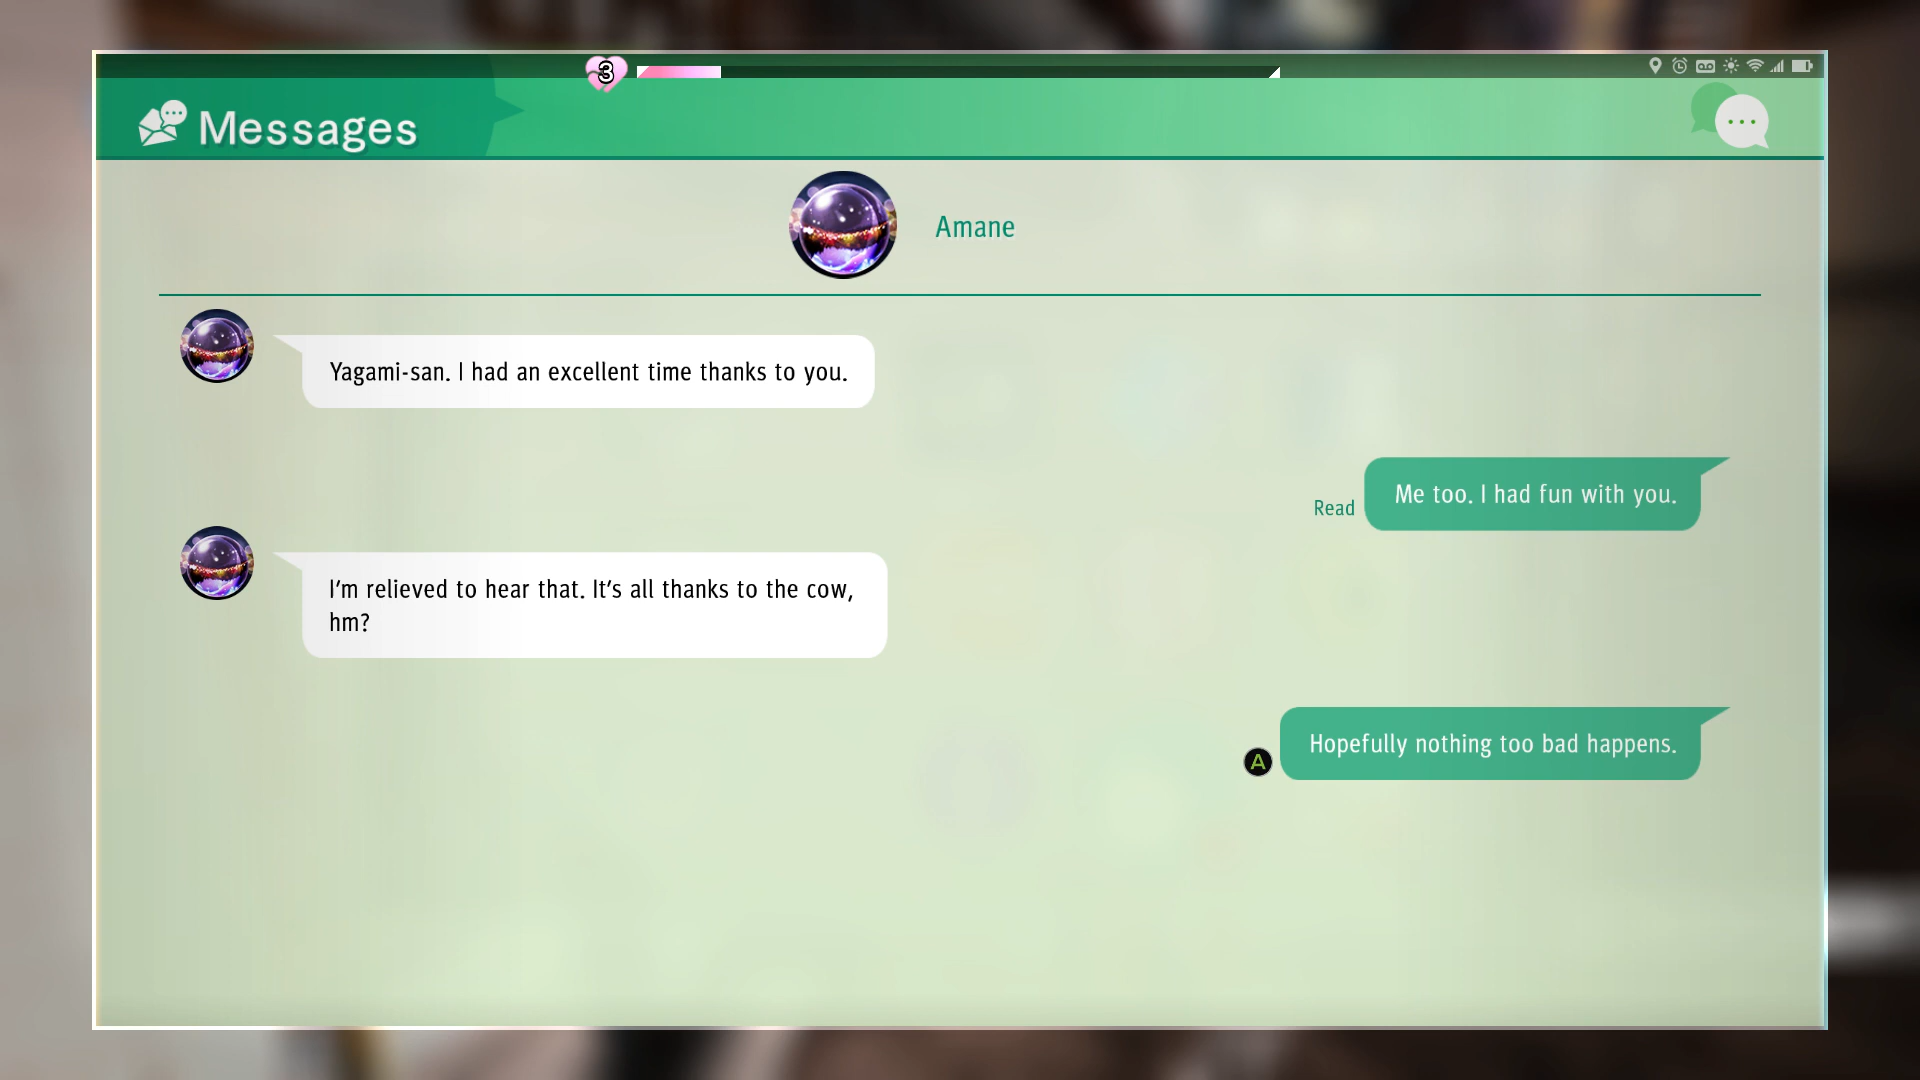 3
Messages
Amane
Yagami-san. I had an excellent time thanks to you.
Me too. I had fun with you.
Read
I'm relieved to hear that. It's all thanks to the cow,
hm?
Hopefully nothing too bad happens.
A